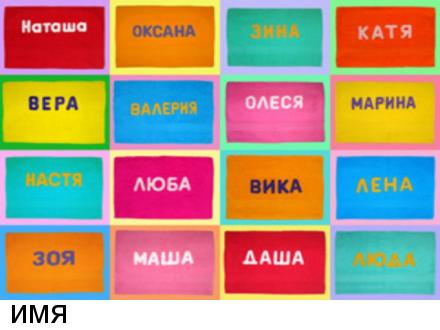 Наташа
ОКСАНА
ЗИНА
КАТЯ
ВЕРА
ВАЛЕРИЯ
ОЛЕСЯ
МАРИНА
НАСТЯ
ЛЮБА
ВИКА
ЛЕНА
ЗОЯ
МАША
ДАША
ЛЮДА
ИМЯ